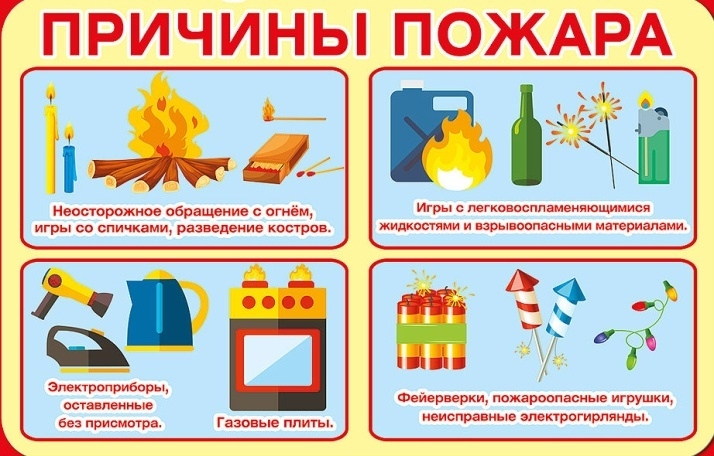 ПРИЧИНЫ ПОЖАРА
Неосторожное обращение с огнём,
игры со спичками, разведение костров.
Игры с легковоспламеняющимися
жидкостями и взрывоопасными материалами.
Электроприборы,
оставленные
без присмотра.
Газовые плиты.
Фейерверки, пожароопасные игрушки,
неисправные электрогирлянды.